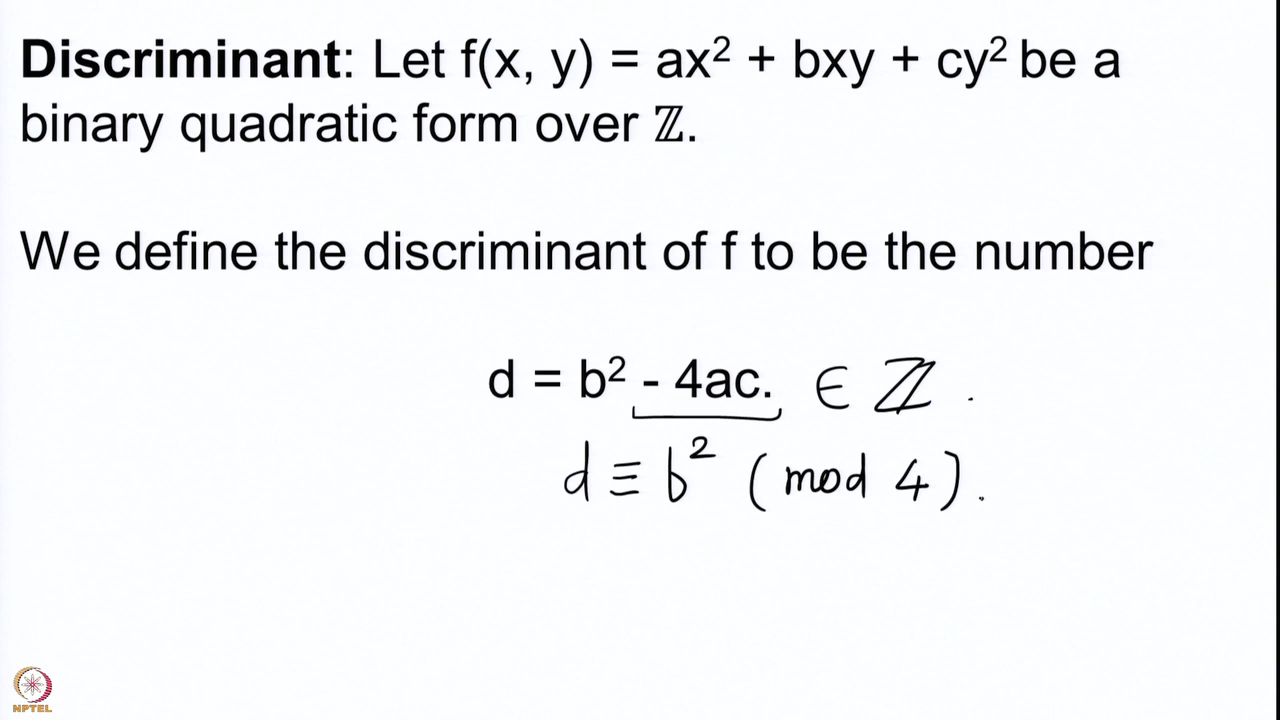 Discriminant: Let f(x, y) = ax² + bxy + cy² be a
binary quadratic form over ℤ.
We define the discriminant of f to be the number
d = b² - 4ac. ∈ ℤ.
d ≡ b² (mod 4).
NPTEL